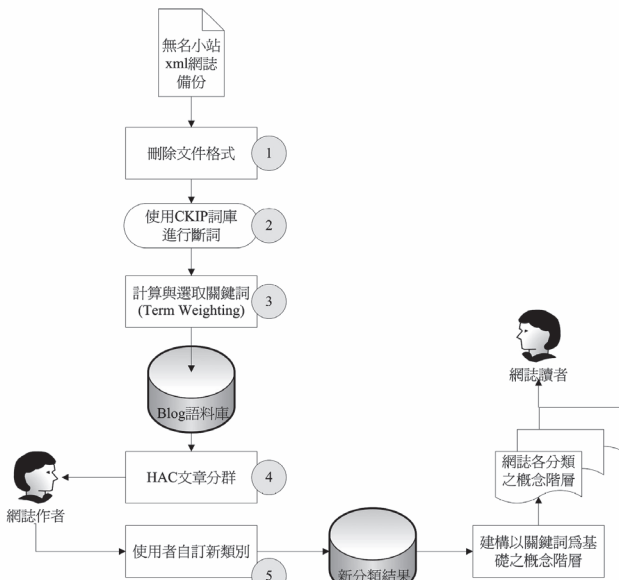 無名小站
xml網誌
備份
刪除文件格式
1
使用CKIP詞庫
進行斷詞
2
計算與選取關鍵詞
(Term Weighting)
3
Blog語料庫
HAC文章分群
4
網誌作者
使用者自訂新類別
5
新分類結果
建構以關鍵詞為基
礎之概念階層
網誌各分類
之概念階層
網誌讀者